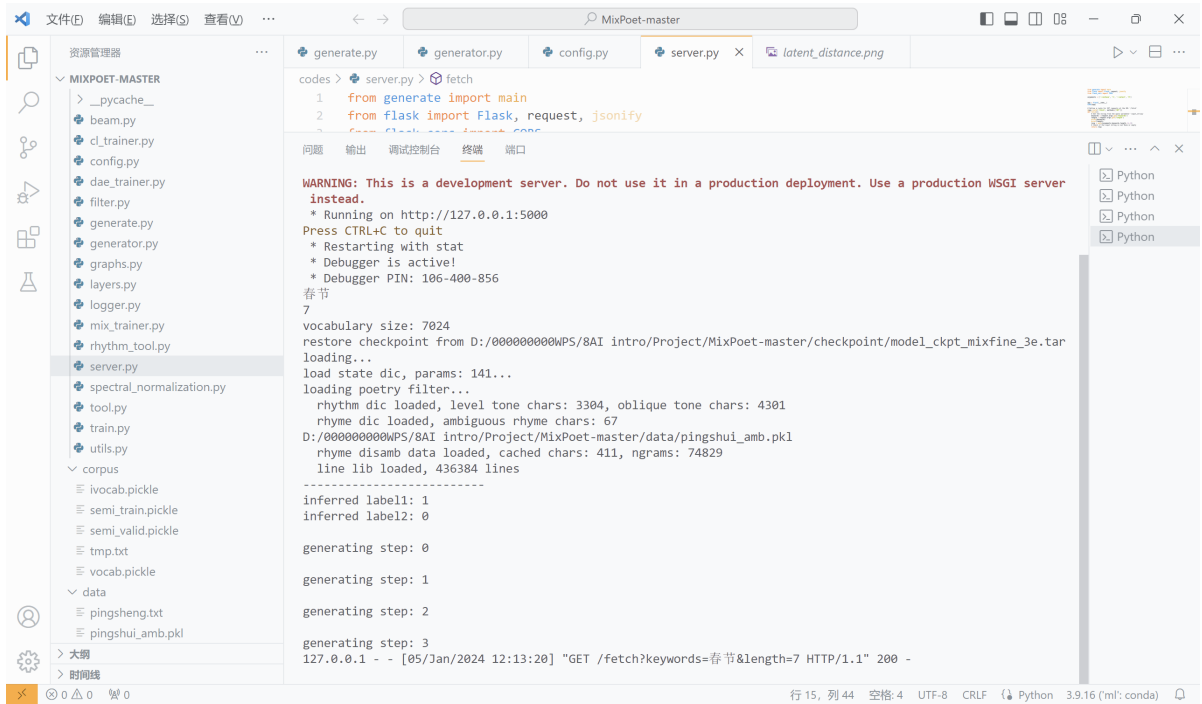 文件(F) 编辑(E) 选择(S) 查看(V) ··· MixPoet-master
资源管理器 ···
MIXPOET-MASTER
__pycache__
beam.py
cl_trainer.py
config.py
dae_trainer.py
filter.py
generate.py
generator.py
graphs.py
layers.py
logger.py
mix_trainer.py
rhythm_tool.py
server.py
spectral_normalization.py
tool.py
train.py
utils.py
corpus
ivocab.pickle
semi_train.pickle
semi_valid.pickle
tmp.txt
vocab.pickle
data
pingsheng.txt
pingshui_amb.pkl
大纲
时间线
generate.py generator.py config.py server.py latent_distance.png
codes > server.py > fetch
1 from generate import main
2 from flask import Flask, request, jsonify
3 from flask_cors import CORS
问题 输出 调试控制台 终端 端口
WARNING: This is a development server. Do not use it in a production deployment. Use a production WSGI server
instead.
* Running on http://127.0.0.1:5000
Press CTRL+C to quit
* Restarting with stat
* Debugger is active!
* Debugger PIN: 106-400-856
春节
7
vocabulary size: 7024
restore checkpoint from D:/000000000WPS/8AI intro/Project/MixPoet-master/checkpoint/model_ckpt_mixfine_3e.tar
loading...
load state dic, params: 141...
loading poetry filter...
rhythm dic loaded, level tone chars: 3304, oblique tone chars: 4301
rhyme dic loaded, ambiguous rhyme chars: 67
D:/000000000WPS/8AI intro/Project/MixPoet-master/data/pingshui_amb.pkl
rhyme disamb data loaded, cached chars: 411, ngrams: 74829
line lib loaded, 436384 lines
--------------------------
inferred label1: 1
inferred label2: 0
generating step: 0
generating step: 1
generating step: 2
generating step: 3
127.0.0.1 - - [05/Jan/2024 12:13:20] "GET /fetch?keywords=春节&length=7 HTTP/1.1" 200 -
Python
Python
Python
Python
0 0 0 行 15，列 44 空格: 4 UTF-8 CRLF Python 3.9.16 ('ml': conda)